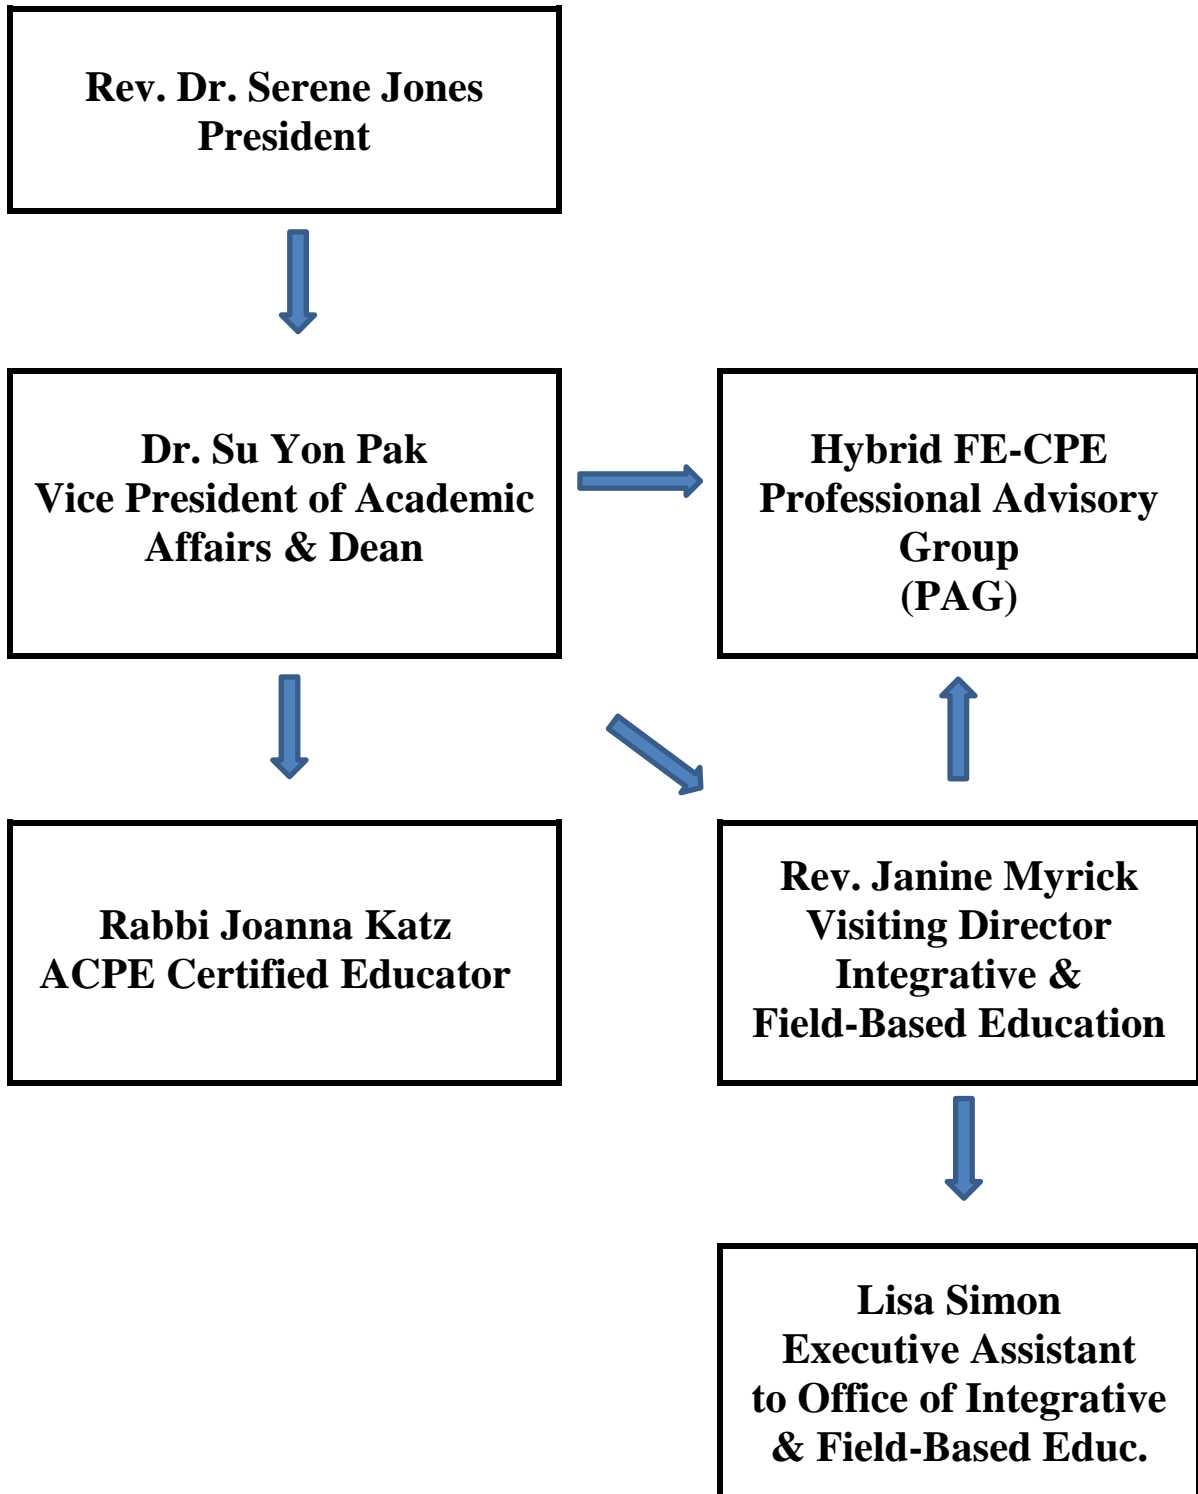 Rev. Dr. Serene Jones
President
Dr. Su Yon Pak
Vice President of Academic
Affairs & Dean
Hybrid FE-CPE
Professional Advisory
Group
(PAG)
Rabbi Joanna Katz
ACPE Certified Educator
Rev. Janine Myrick
Visiting Director
Integrative &
Field-Based Education
Lisa Simon
Executive Assistant
to Office of Integrative
& Field-Based Educ.